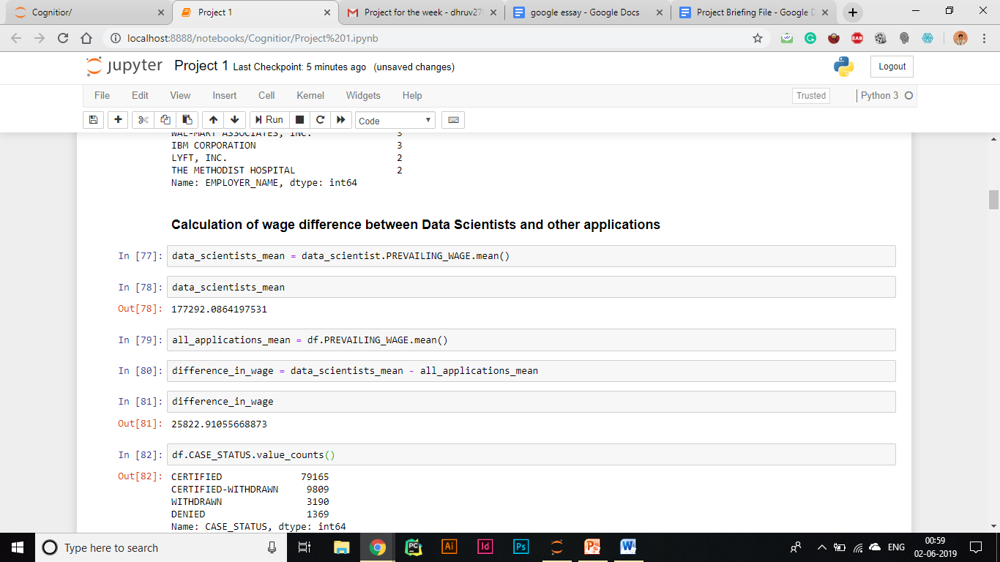 Cognitior/
Project 1
Project for the week - dhruv27
google essay - Google Docs
Project Briefing File - Google D
localhost:8888/notebooks/Cognitior/Project%201.ipynb
EAB
jupyter Project 1 Last Checkpoint: 5 minutes ago (unsaved changes)
Logout
File Edit View Insert Cell Kernel Widgets Help
Trusted
Python 3
Run
Code
WAL-MART ASSOCIATES, INC. 3
IBM CORPORATION 3
LYFT, INC. 2
THE METHODIST HOSPITAL 2
Name: EMPLOYER_NAME, dtype: int64
Calculation of wage difference between Data Scientists and other applications
In [77]: data_scientists_mean = data_scientist.PREVAILING_WAGE.mean()
In [78]: data_scientists_mean
Out[78]: 177292.0864197531
In [79]: all_applications_mean = df.PREVAILING_WAGE.mean()
In [80]: difference_in_wage = data_scientists_mean - all_applications_mean
In [81]: difference_in_wage
Out[81]: 25822.91055668873
In [82]: df.CASE_STATUS.value_counts()
Out[82]: CERTIFIED 79165
CERTIFIED-WITHDRAWN 9809
WITHDRAWN 3190
DENIED 1369
Name: CASE_STATUS, dtype: int64
Type here to search
PC
Ai
Id
Ps
P
W
ENG
00:59
02-06-2019